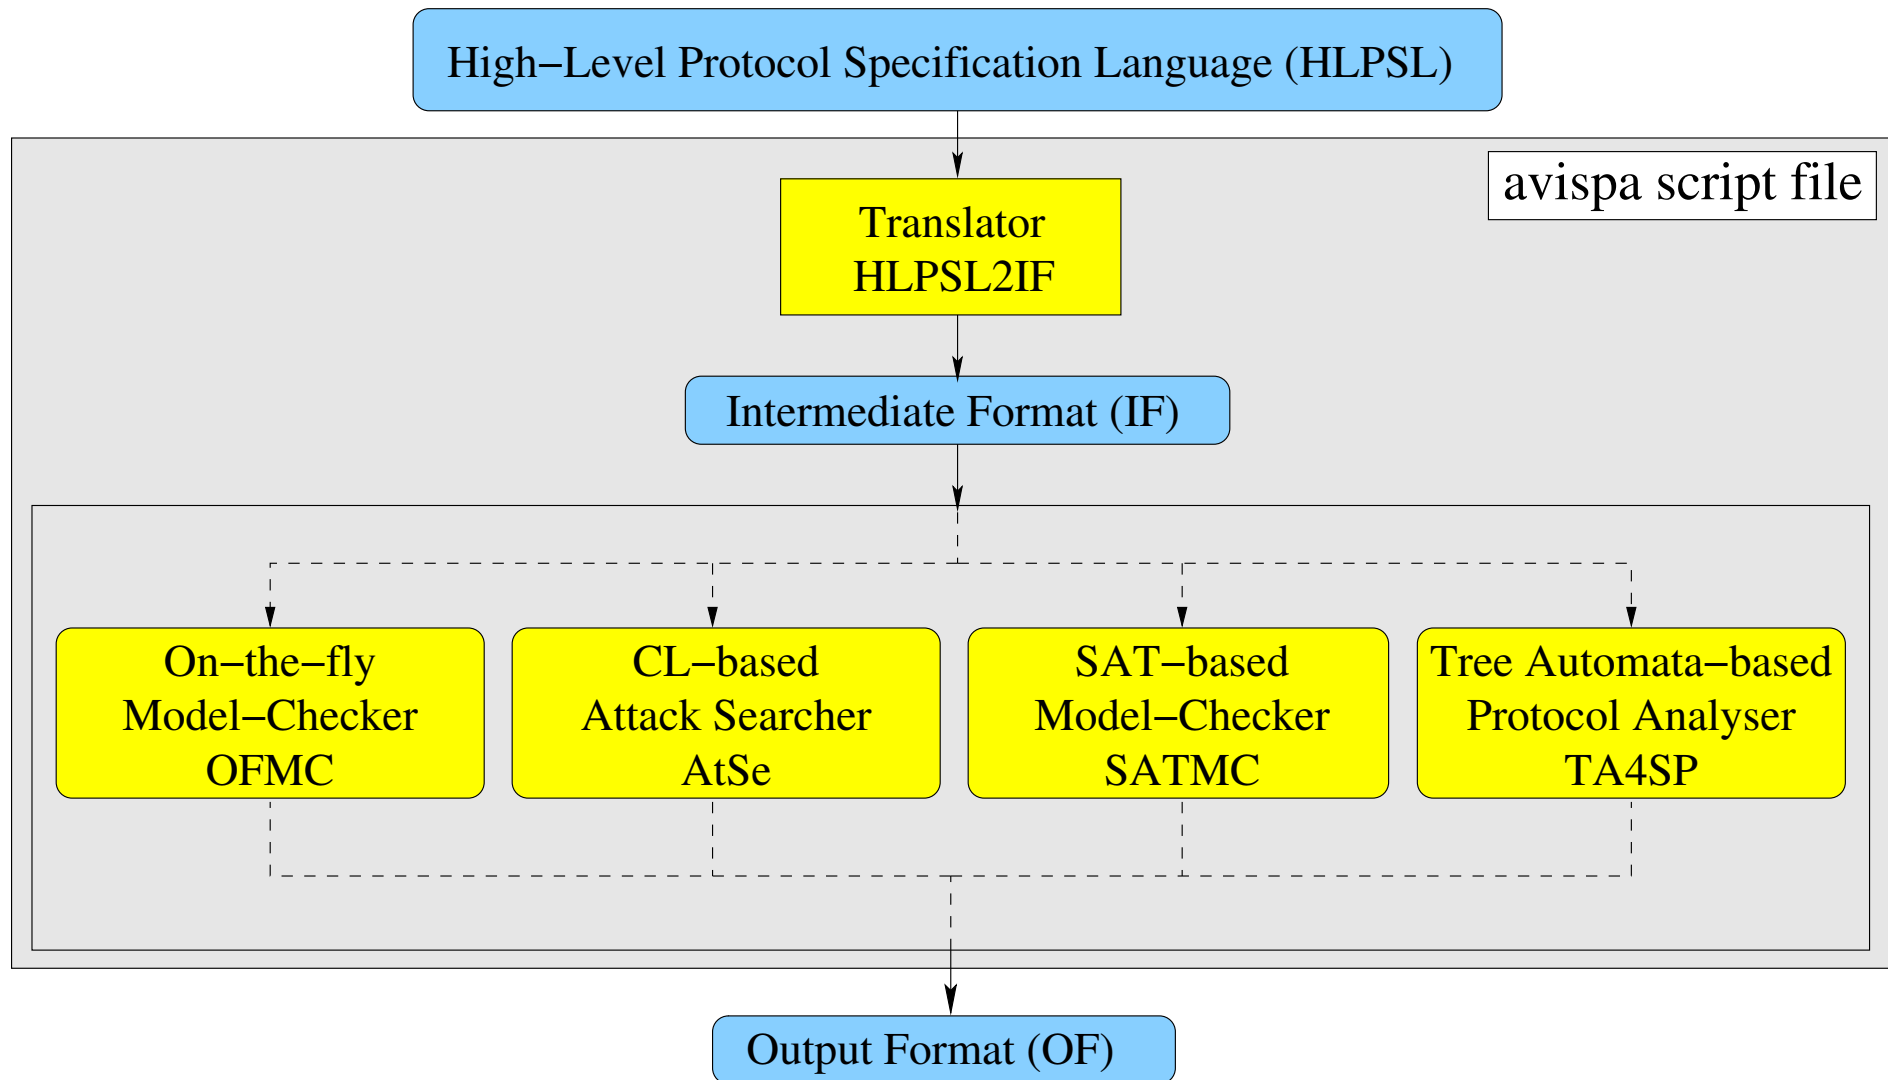 High−Level Protocol Specification Language (HLPSL)
avispa script file
Translator
HLPSL2IF
Intermediate Format (IF)
On−the−fly
Model−Checker
OFMC
CL−based
Attack Searcher
AtSe
SAT−based
Model−Checker
SATMC
Tree Automata−based
Protocol Analyser
TA4SP
Output Format (OF)